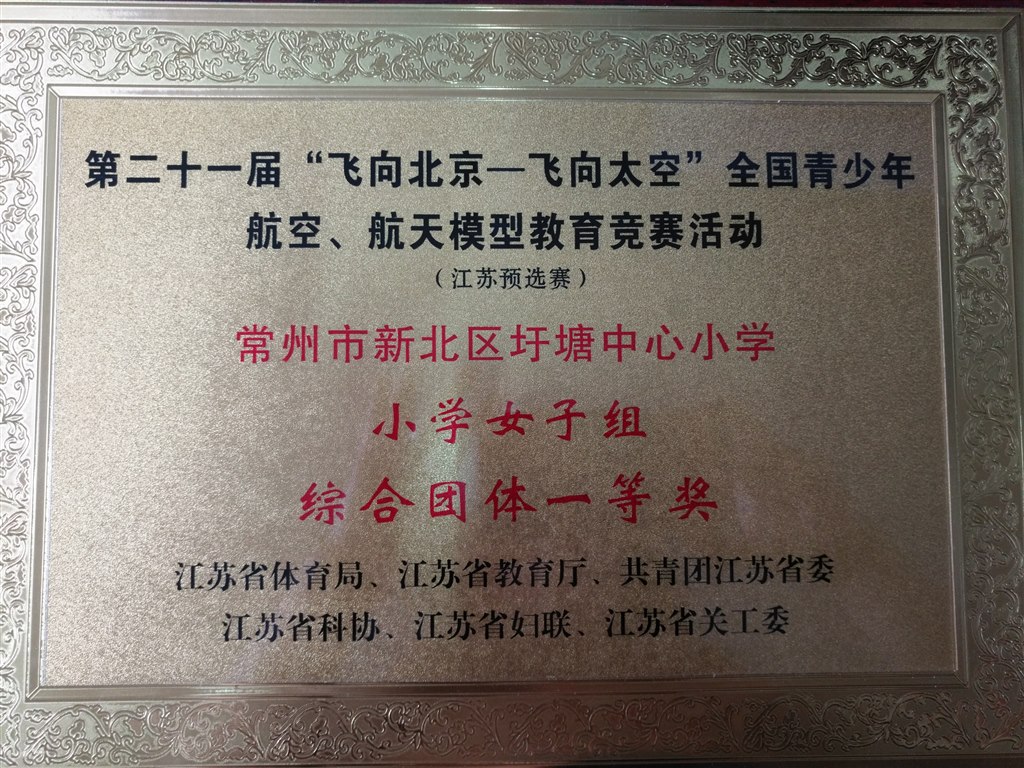 第二十一届“飞向北京—飞向太空”全国青少年
航空、航天模型教育竞赛活动
（江苏预选赛）
常州市新北区圩塘中心小学
小学女子组
综合团体一等奖
江苏省体育局、江苏省教育厅、共青团江苏省委
江苏省科协、江苏省妇联、江苏省关工委